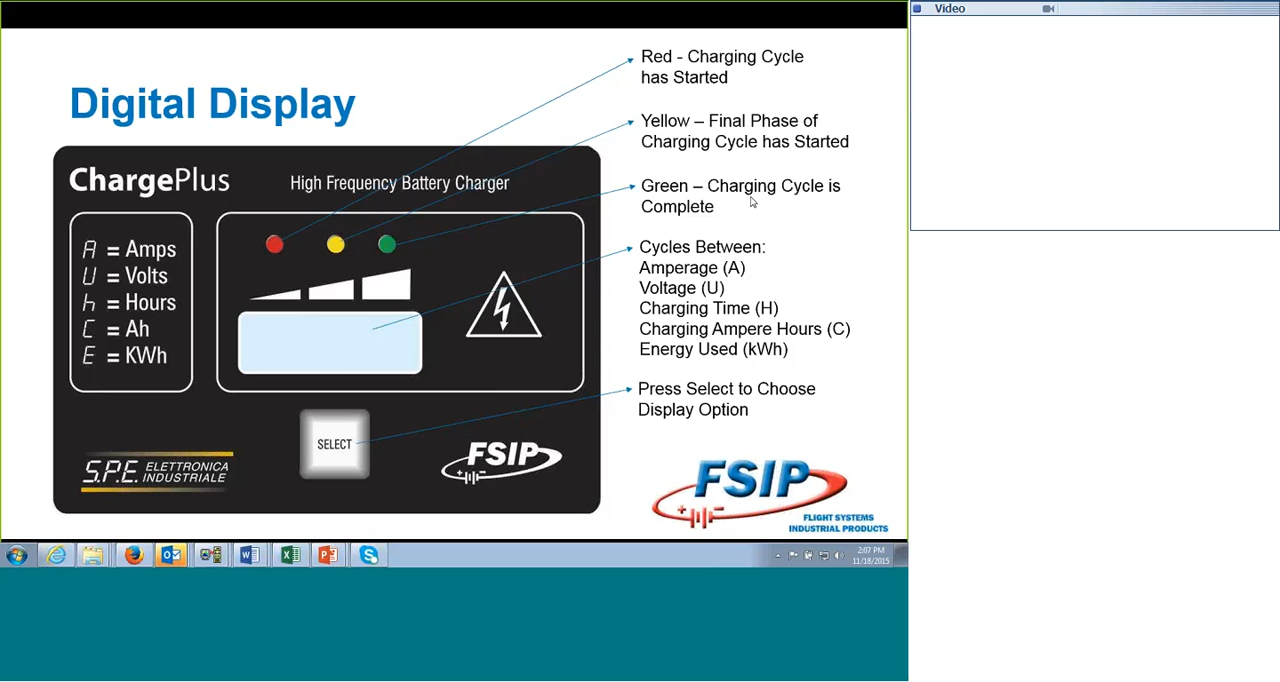 Video
Digital Display
Red - Charging Cycle
has Started
Yellow – Final Phase of
Charging Cycle has Started
Green – Charging Cycle is
Complete
Cycles Between:
Amperage (A)
Voltage (U)
Charging Time (H)
Charging Ampere Hours (C)
Energy Used (kWh)
Press Select to Choose
Display Option
ChargePlus
High Frequency Battery Charger
A = Amps
U = Volts
h = Hours
C = Ah
E = KWh
SELECT
S.P.E. ELETTRONICA
INDUSTRIALE
FSIP
FSIP
FLIGHT SYSTEMS
INDUSTRIAL PRODUCTS
2:07 PM
11/18/2015